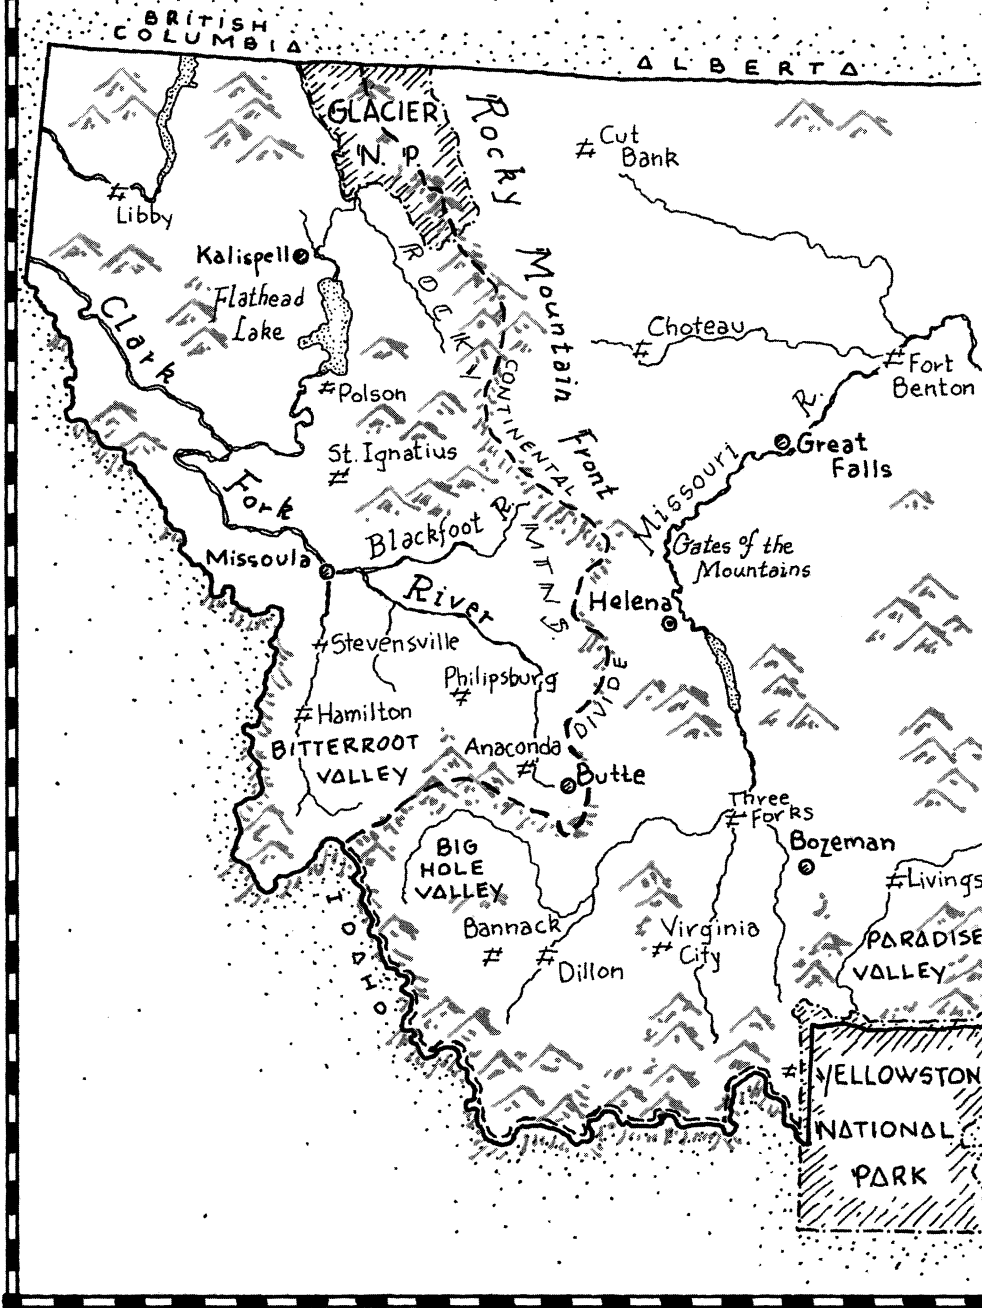 BRITISH
COLUMBIA
ALBERTA
GLACIER
N. P.
Rocky Mountain Front
Cut
Bank
Libby
Kalispell
Flathead
Lake
ROCKY MTNS.
Clark Fork River
Choteau
Fort
Benton
Polson
CONTINENTAL DIVIDE
Missouri R.
Great
Falls
St. Ignatius
Blackfoot R.
Gates of the
Mountains
Missoula
Helena
Stevensville
Philipsburg
Hamilton
BITTERROOT
VALLEY
Anaconda
Butte
Three
Forks
Bozeman
BIG
HOLE
VALLEY
Livings
IDAHO
Bannack
Virginia
City
Dillon
PARADISE
VALLEY
YELLOWSTON
NATIONAL
PARK